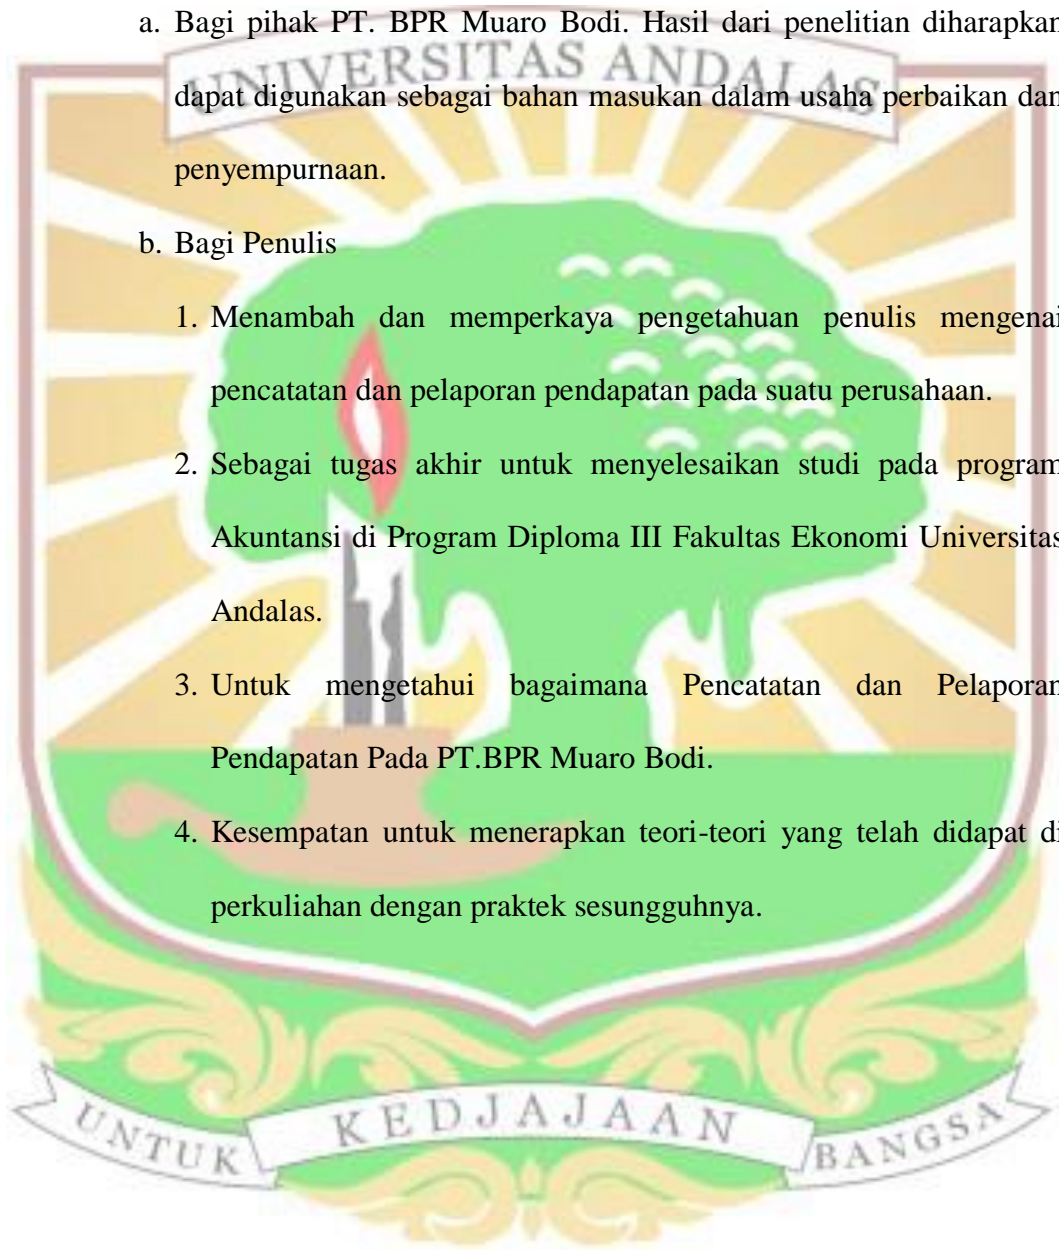 a. Bagi pihak PT. BPR Muaro Bodi. Hasil dari penelitian diharapkan
UNIVERSITAS ANDALAS
dapat digunakan sebagai bahan masukan dalam usaha perbaikan dan
penyempurnaan.
b. Bagi Penulis
1. Menambah dan memperkaya pengetahuan penulis mengenai
pencatatan dan pelaporan pendapatan pada suatu perusahaan.
2. Sebagai tugas akhir untuk menyelesaikan studi pada program
Akuntansi di Program Diploma III Fakultas Ekonomi Universitas
Andalas.
3. Untuk mengetahui bagaimana Pencatatan dan Pelaporan
Pendapatan Pada PT.BPR Muaro Bodi.
4. Kesempatan untuk menerapkan teori-teori yang telah didapat di
perkuliahan dengan praktek sesungguhnya.
UNTUK KEDJAJAAN BANGSA